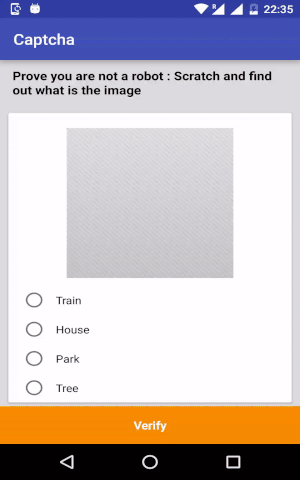 22:35
Captcha
Prove you are not a robot : Scratch and find
out what is the image
Train
House
Park
Tree
Verify